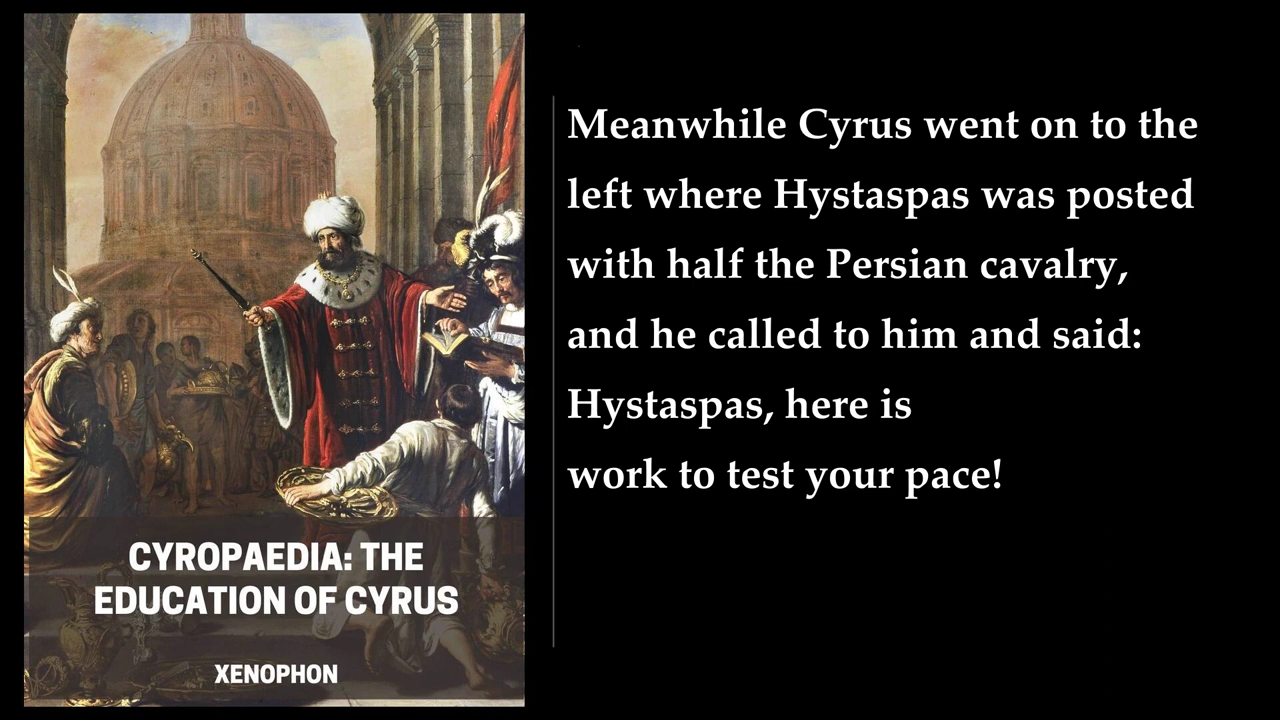 Meanwhile Cyrus went on to the
left where Hystaspas was posted
with half the Persian cavalry,
and he called to him and said:
Hystaspas, here is
work to test your pace!
CYROPAEDIA: THE
EDUCATION OF CYRUS
XENOPHON